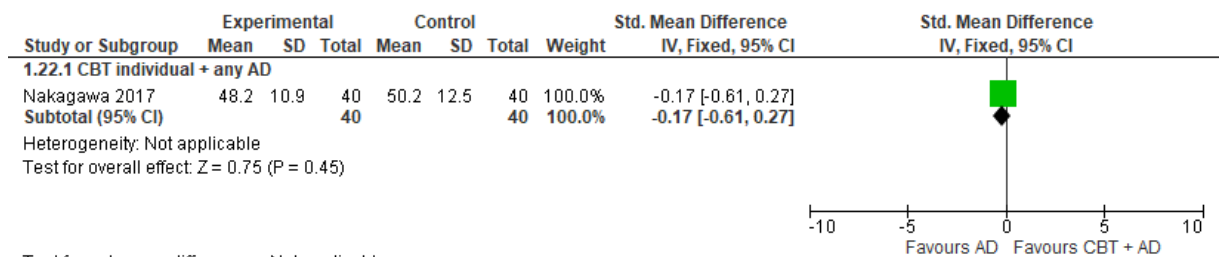 Experimental Control Std. Mean Difference Std. Mean Difference
Study or Subgroup Mean SD Total Mean SD Total Weight IV, Fixed, 95% CI IV, Fixed, 95% CI
1.22.1 CBT individual + any AD
Nakagawa 2017 48.2 10.9 40 50.2 12.5 40 100.0% -0.17 [-0.61, 0.27]
Subtotal (95% CI) 40 40 100.0% -0.17 [-0.61, 0.27]
Heterogeneity: Not applicable
Test for overall effect: Z = 0.75 (P = 0.45)
-10 -5 0 5 10
Favours AD Favours CBT + AD